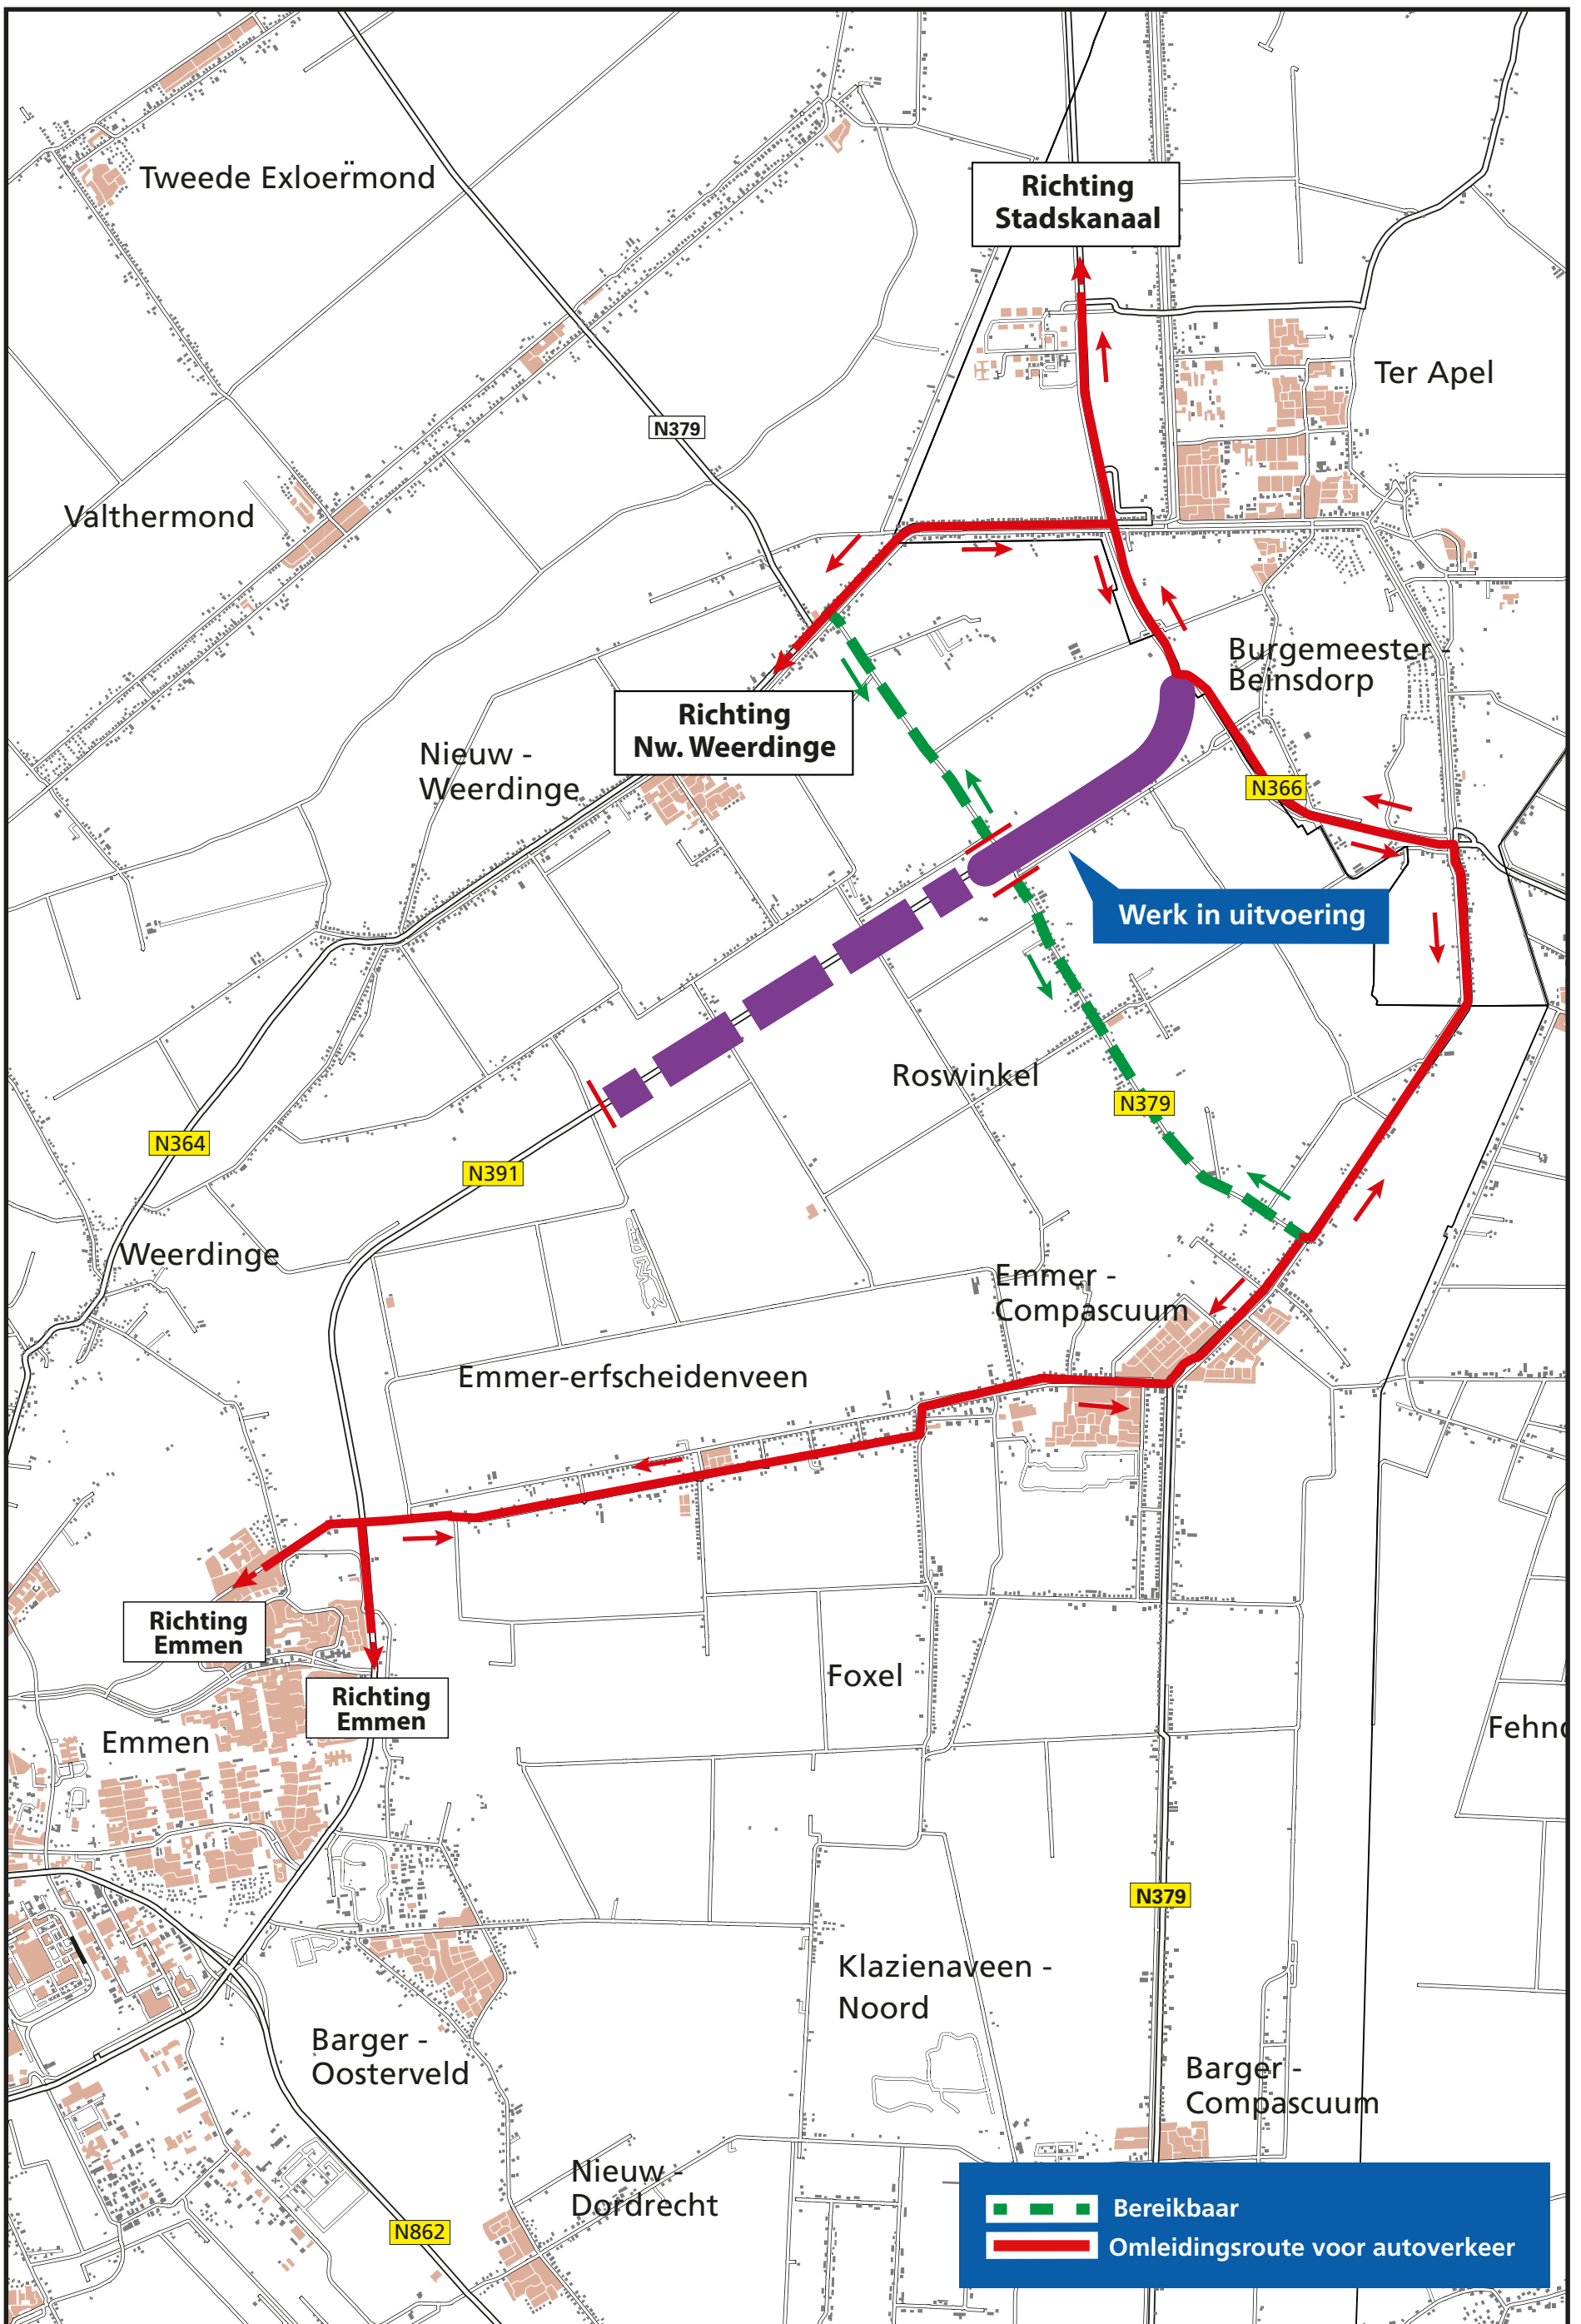 Tweede Exloërmond
Richting
Stadskanaal
Ter Apel
N379
Valthermond
Burgemeester -
Beinsdorp
Richting
Nw. Weerdinge
Nieuw -
Weerdinge
N366
Werk in uitvoering
Roswinkel
N379
N364
N391
Weerdinge
Emmer -
Compascuum
Emmer-erfscheidenveen
Richting
Emmen
Foxel
Richting
Emmen
Fehn
Emmen
N379
Klazienaveen -
Noord
Barger -
Oosterveld
Barger -
Compascuum
Nieuw -
Dordrecht
N862
Bereikbaar
Omleidingsroute voor autoverkeer